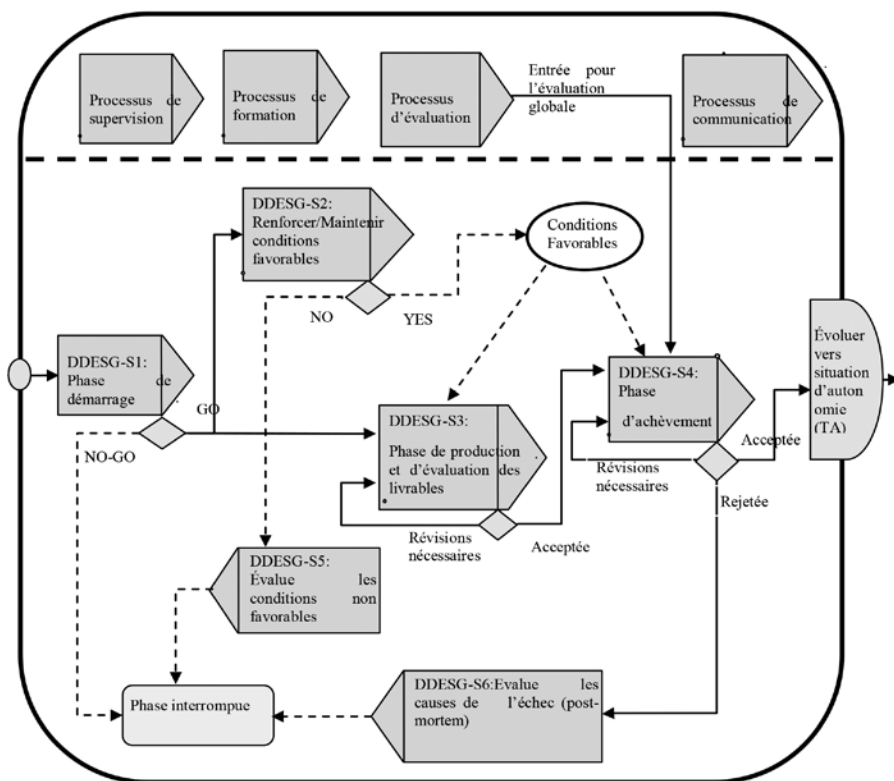 Processus de
supervision
Processus de
formation
Processus
d'évaluation
Entrée pour
l'évaluation
globale
Processus de
communication
DDESG-S2:
Renforcer/Maintenir
conditions
favorables
Conditions
Favorables
NO
YES
DDESG-S1:
Phase de
démarrage
GO
NO-GO
DDESG-S3:
Phase de production
et d'évaluation des
livrables
Révisions
nécessaires
Acceptée
DDESG-S4:
Phase
d'achèvement
Révisions
nécessaires
Acceptée
Rejetée
Évoluer
vers
situation
d'auton
omie
(TA)
DDESG-S5:
Évalue les
conditions non
favorables
Phase interrompue
DDESG-S6:Evalue les
causes de l'échec (post-
mortem)